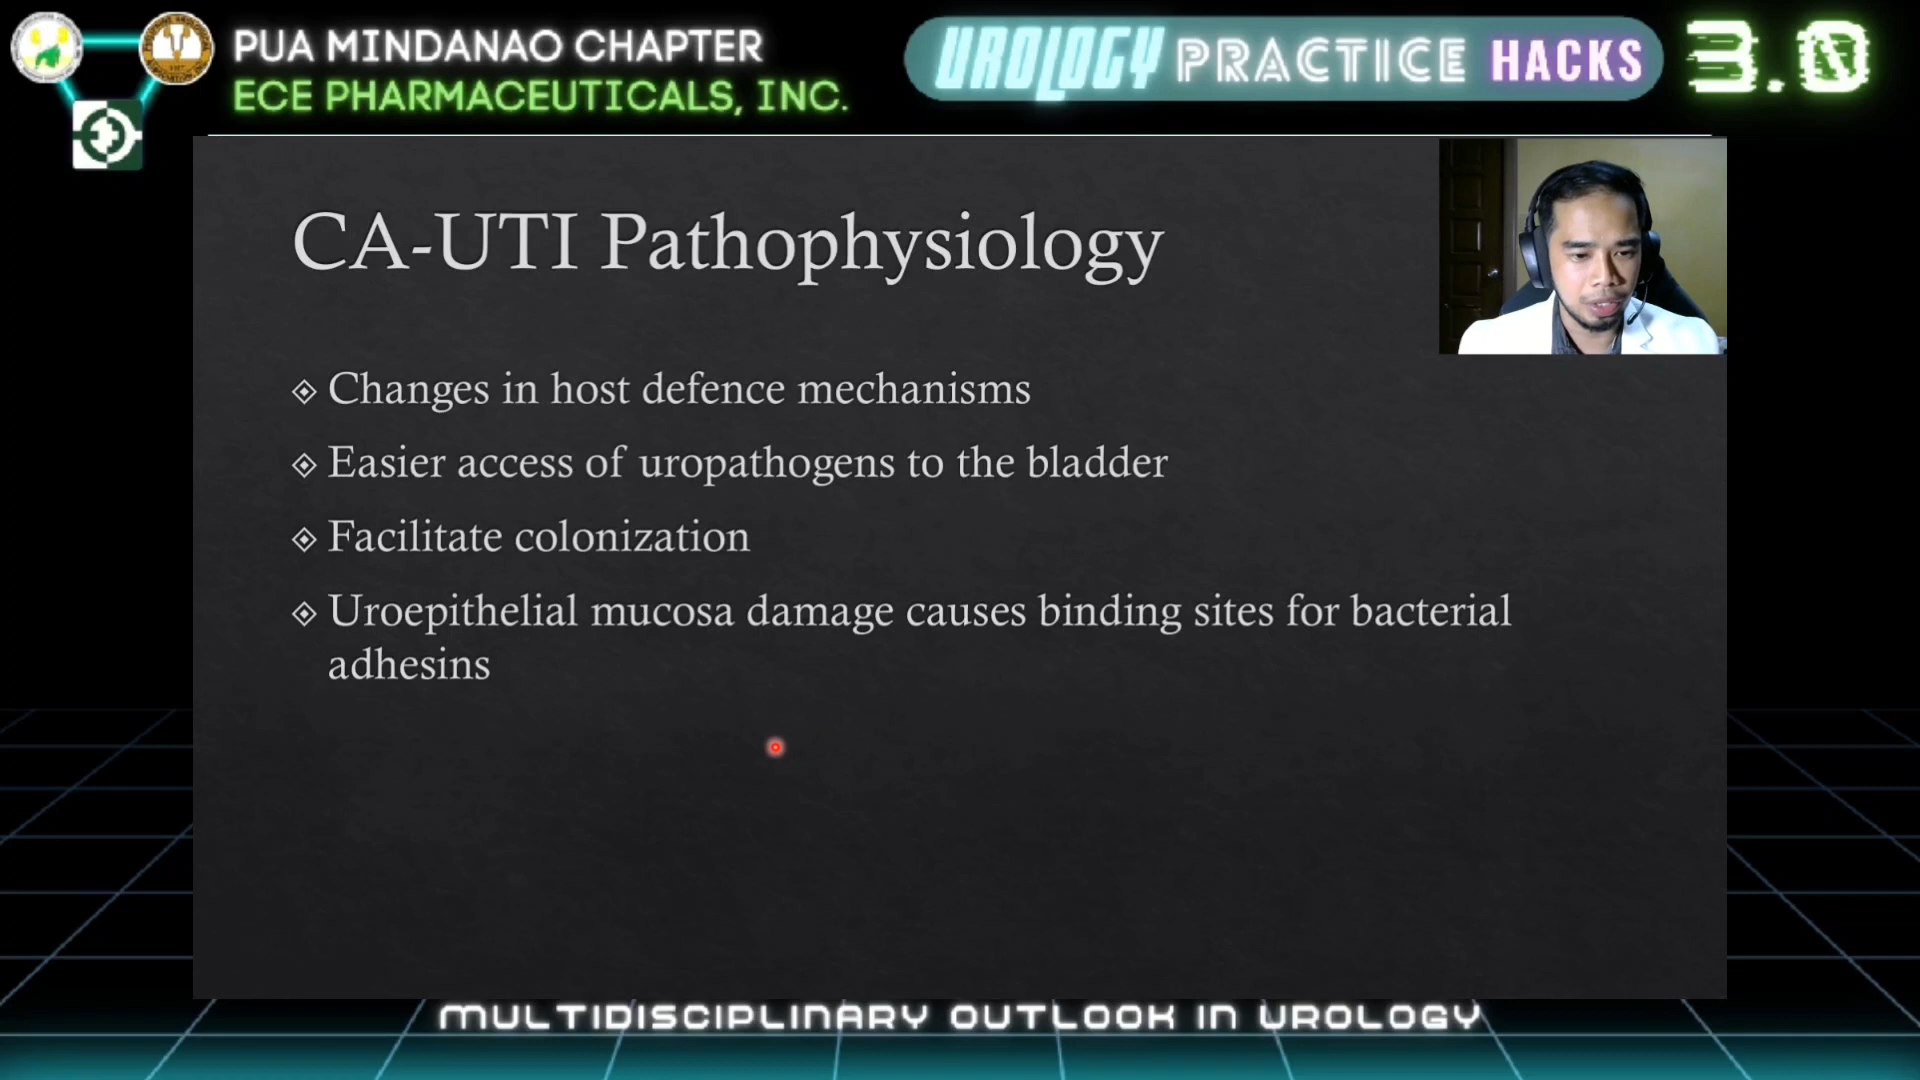 PUA MINDANAO CHAPTER
ECE PHARMACEUTICALS, INC.
UROLOGY PRACTICE HACKS 3.0
CA-UTI Pathophysiology
Changes in host defence mechanisms
Easier access of uropathogens to the bladder
Facilitate colonization
Uroepithelial mucosa damage causes binding sites for bacterial
adhesins
MULTIDISCIPLINARY OUTLOOK IN UROLOGY